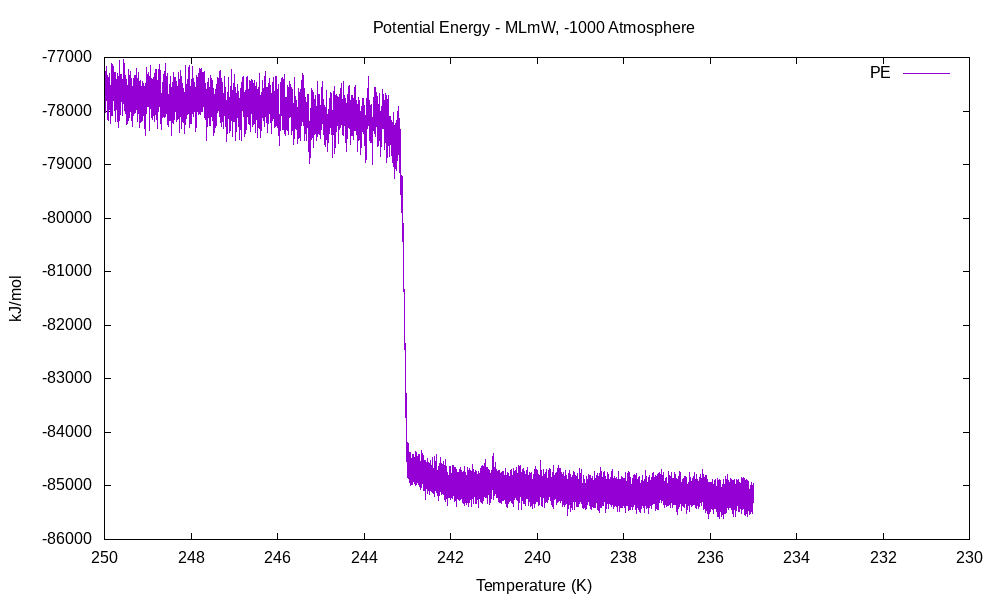 Potential Energy - MLmW, -1000 Atmosphere
PE
-77000
-78000
-79000
-80000
-81000
-82000
-83000
-84000
-85000
-86000
kJ/mol
250 248 246 244 242 240 238 236 234 232 230
Temperature (K)